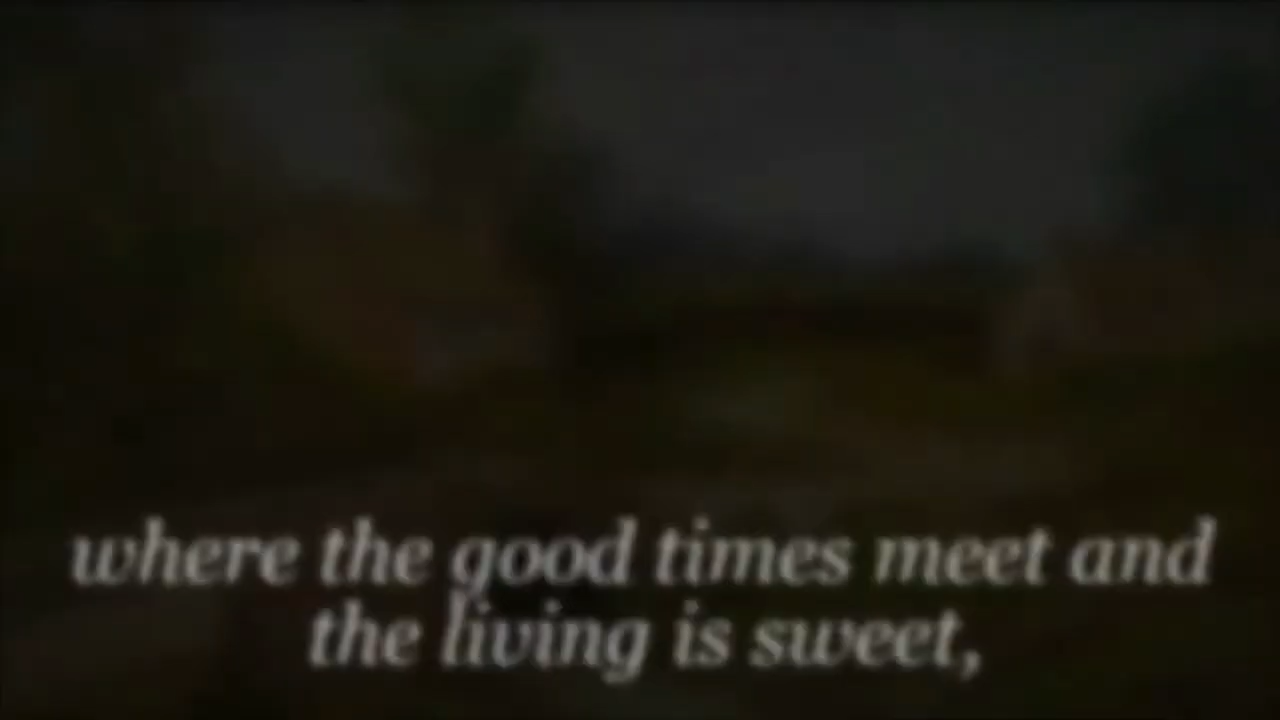 where the good times meet and
the living is sweet,